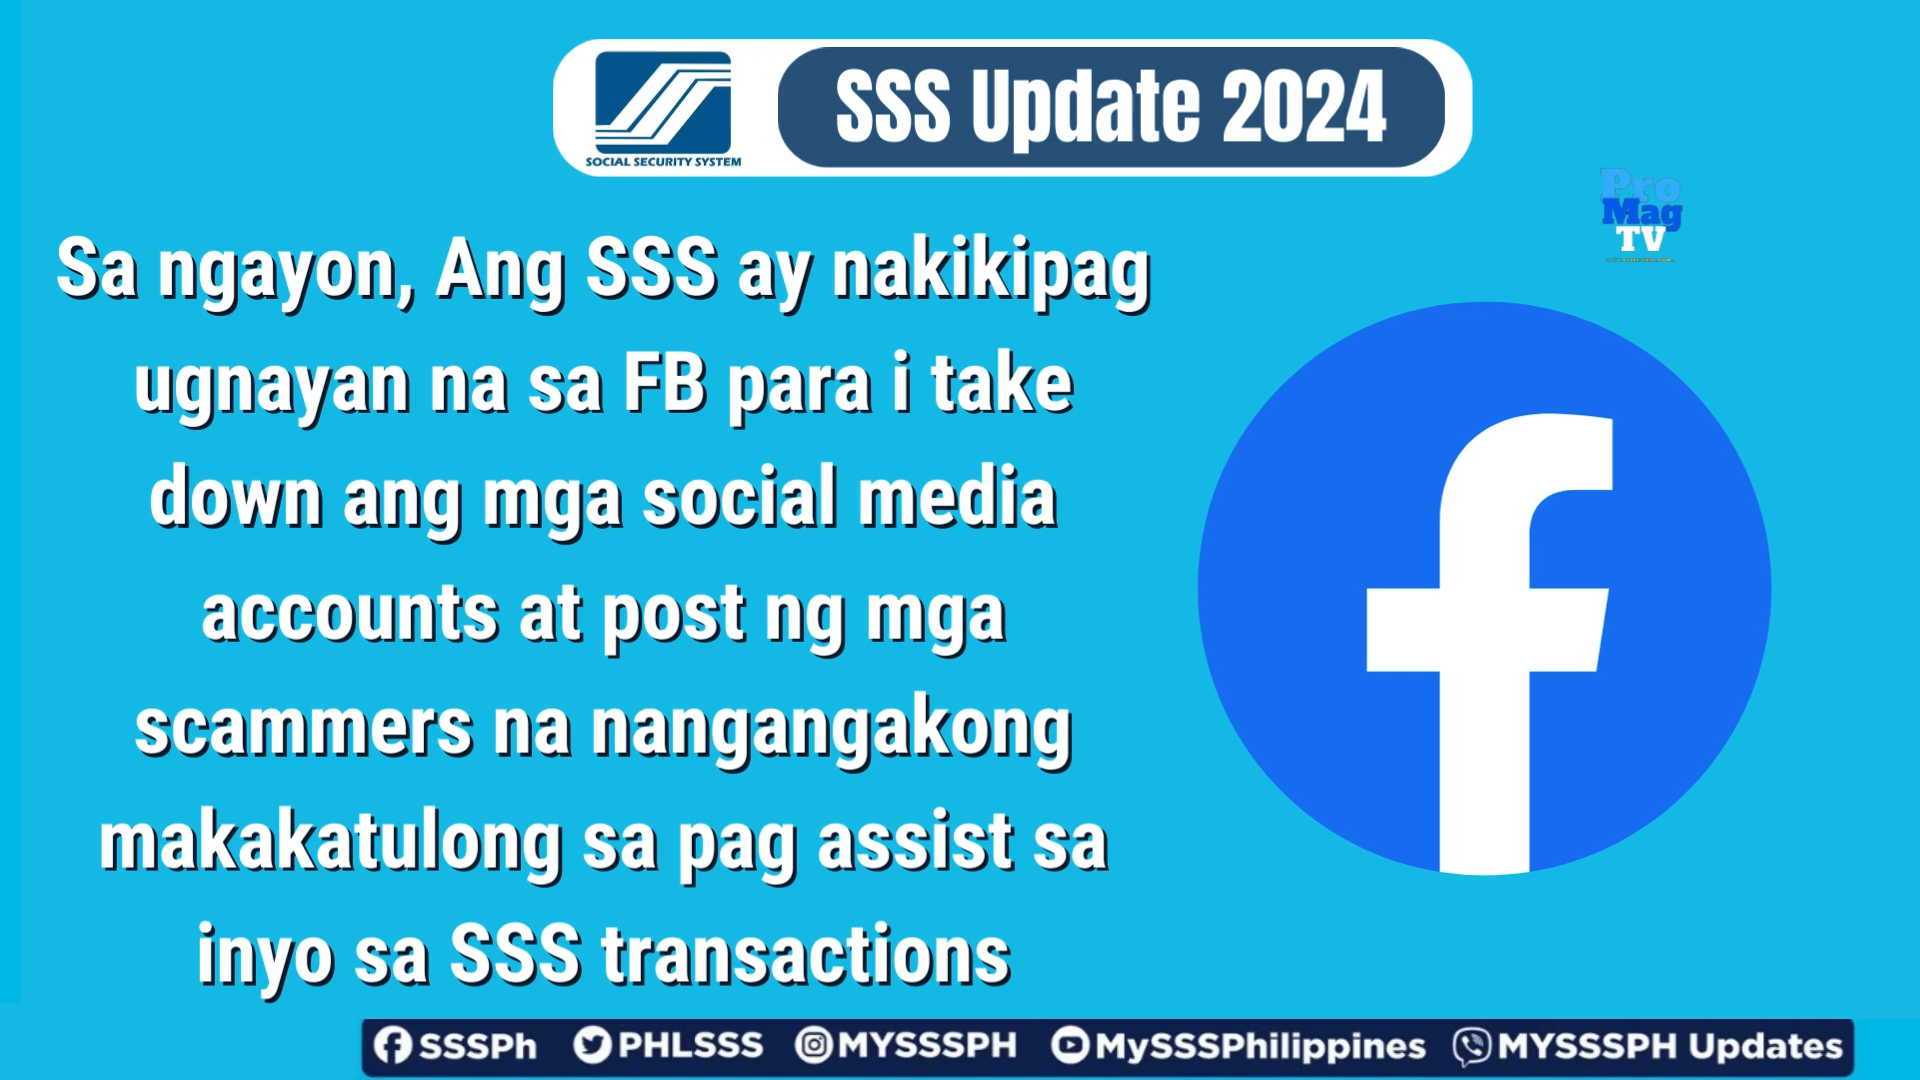 SOCIAL SECURITY SYSTEM
SSS Update 2024
Pro
Mag
TV
Sa ngayon, Ang SSS ay nakikipag
ugnayan na sa FB para i take
down ang mga social media
accounts at post ng mga
scammers na nangangakong
makakatulong sa pag assist sa
inyo sa SSS transactions
SSSPh PHLSSS MYSSSPH MySSSPhilippines MYSSSPH Updates